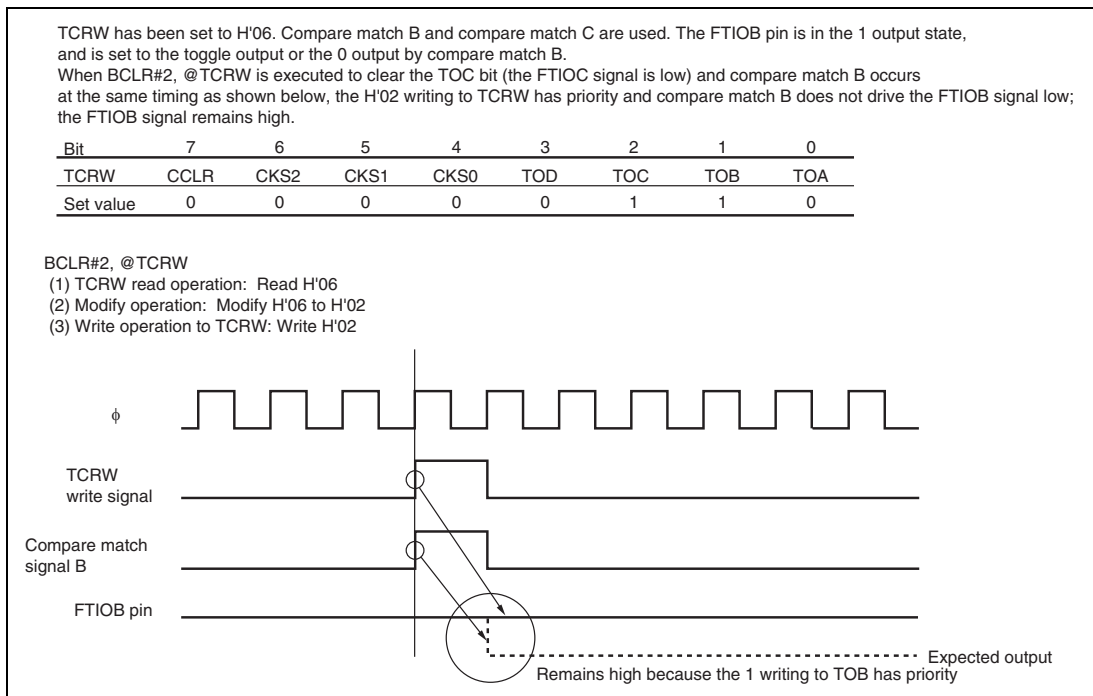 TCRW has been set to H'06. Compare match B and compare match C are used. The FTIOB pin is in the 1 output state,
and is set to the toggle output or the 0 output by compare match B.
When BCLR#2, @TCRW is executed to clear the TOC bit (the FTIOC signal is low) and compare match B occurs
at the same timing as shown below, the H'02 writing to TCRW has priority and compare match B does not drive the FTIOB signal low;
the FTIOB signal remains high.
Bit 7 6 5 4 3 2 1 0
TCRW CCLR CKS2 CKS1 CKS0 TOD TOC TOB TOA
Set value 0 0 0 0 0 1 1 0
BCLR#2, @TCRW
(1) TCRW read operation: Read H'06
(2) Modify operation: Modify H'06 to H'02
(3) Write operation to TCRW: Write H'02
ϕ
TCRW
write signal
Compare match
signal B
FTIOB pin
Expected output
Remains high because the 1 writing to TOB has priority